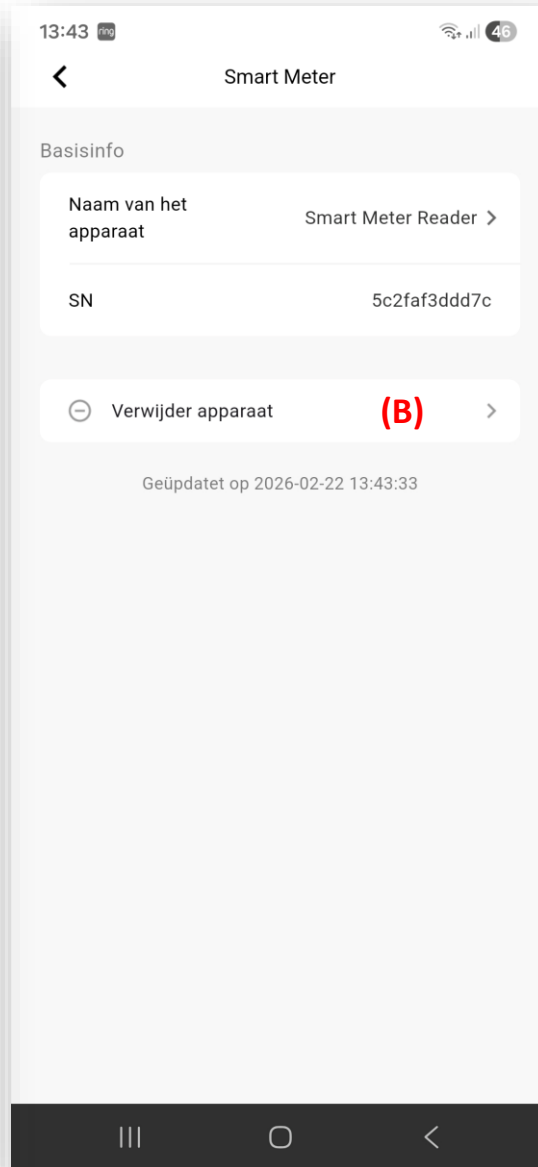 13:43 ring 46
Smart Meter
Basisinfo
Naam van het
apparaat
Smart Meter Reader
SN 5c2faf3ddd7c
Verwijder apparaat (B)
Geüpdatet op 2026-02-22 13:43:33